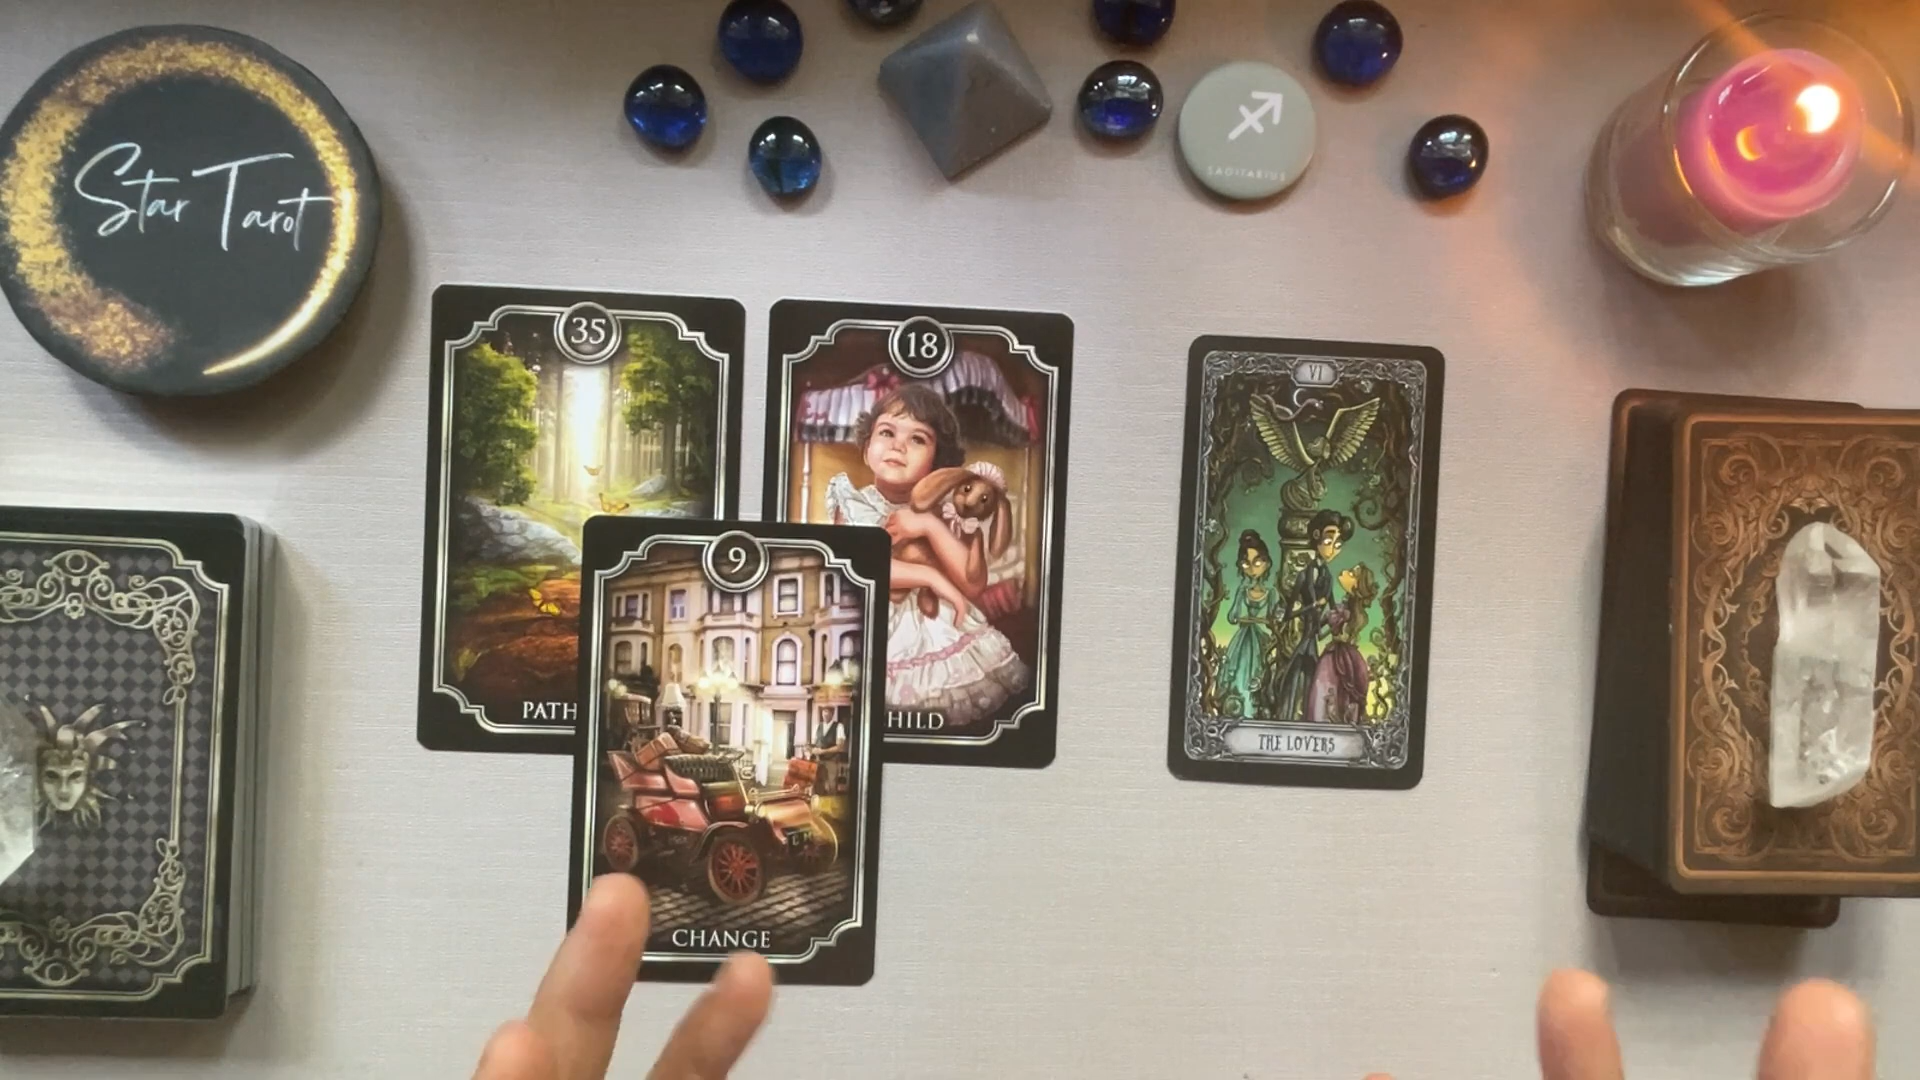 Star Tarot
SAGITTARIUS
35
18
VI
PATH
HILD
9
THE LOVERS
CHANGE